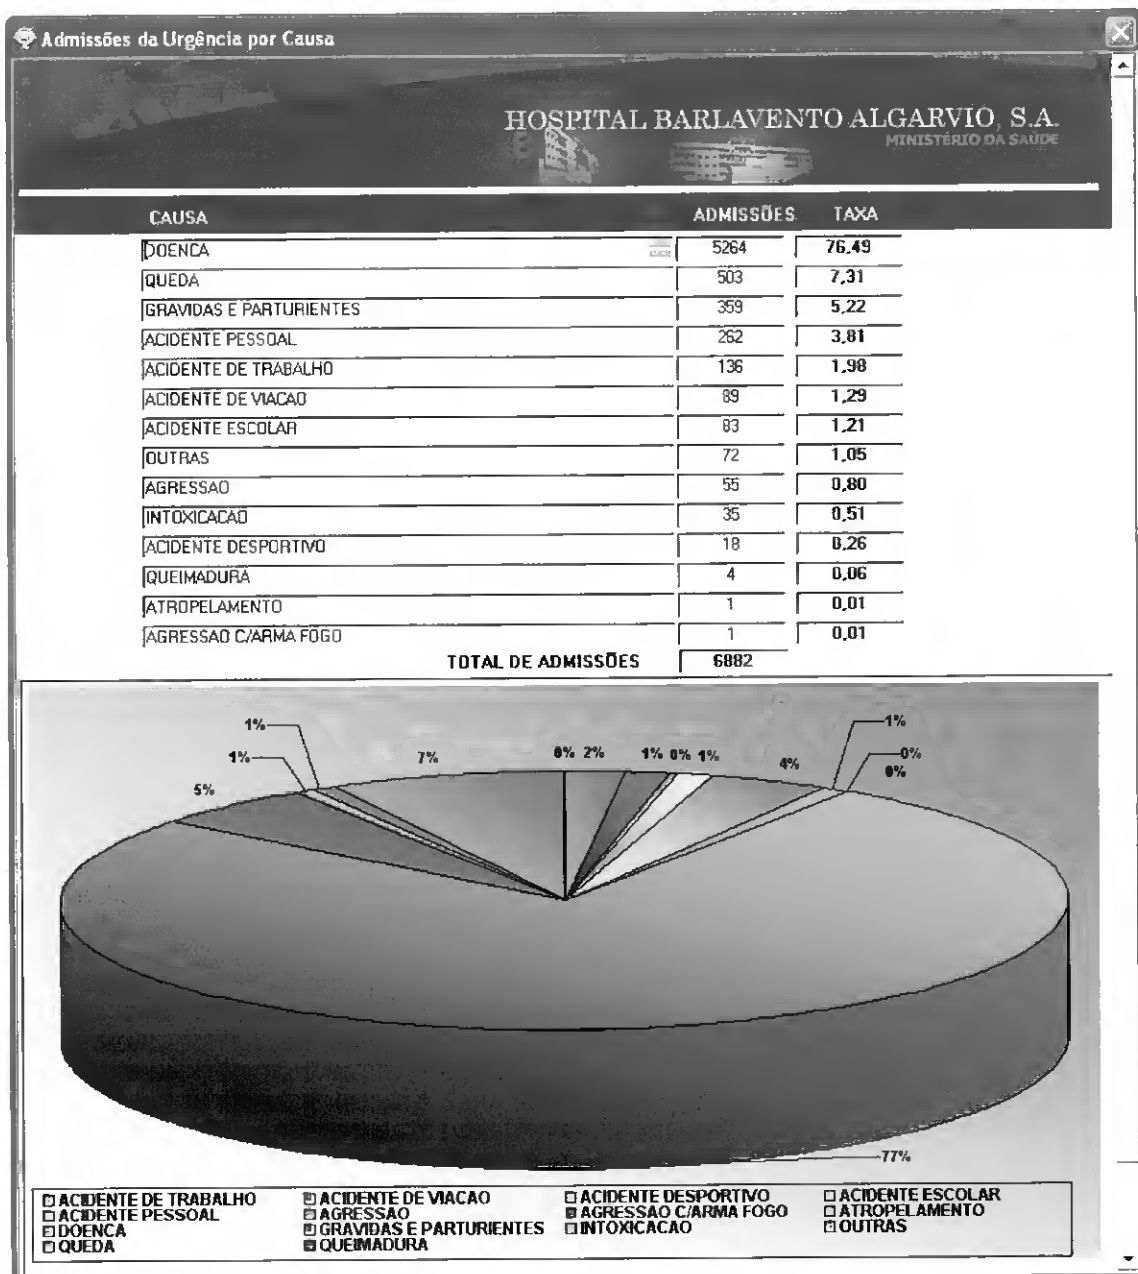 Admissões da Urgência por Causa
HOSPITAL BARLAVENTO ALGARVIO, S.A.
MINISTÉRIO DA SAÚDE
CAUSA ADMISSÕES TAXA
DOENCA 5264 76,49
QUEDA 503 7,31
GRAVIDAS E PARTURIENTES 359 5,22
ACIDENTE PESSOAL 262 3,81
ACIDENTE DE TRABALHO 136 1,98
ACIDENTE DE VIACAO 89 1,29
ACIDENTE ESCOLAR 83 1,21
OUTRAS 72 1,05
AGRESSAO 55 0,80
INTOXICACAO 35 0,51
ACIDENTE DESPORTIVO 18 0,26
QUEIMADURA 4 0,06
ATROPELAMENTO 1 0,01
AGRESSAO C/ARMA FOGO 1 0,01
TOTAL DE ADMISSÕES 6882
1% 1%
1% 7% 0% 2% 1% 0% 1% 4% 0%
5% 0%
77%
ACIDENTE DE TRABALHO ACIDENTE DE VIACAO ACIDENTE DESPORTIVO ACIDENTE ESCOLAR
ACIDENTE PESSOAL AGRESSAO AGRESSAO C/ARMA FOGO ATROPELAMENTO
DOENCA GRAVIDAS E PARTURIENTES INTOXICACAO OUTRAS
QUEDA QUEIMADURA